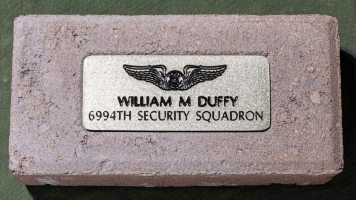 WILLIAM M DUFFY
6994TH SECURITY SQUADRON